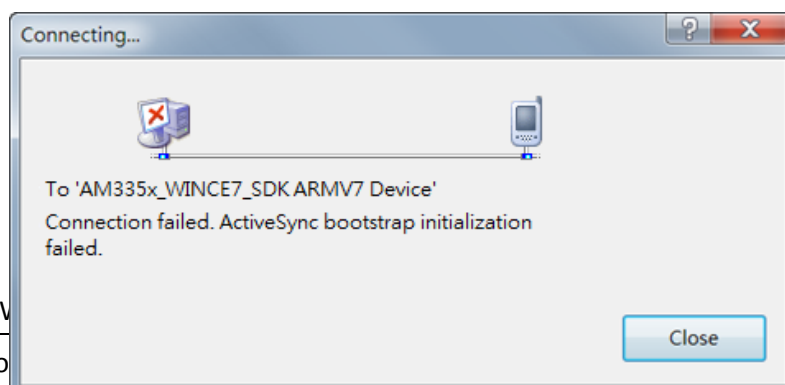 Connecting...
To 'AM335x_WINCE7_SDK ARMV7 Device'
Connection failed. ActiveSync bootstrap initialization
failed.
Close